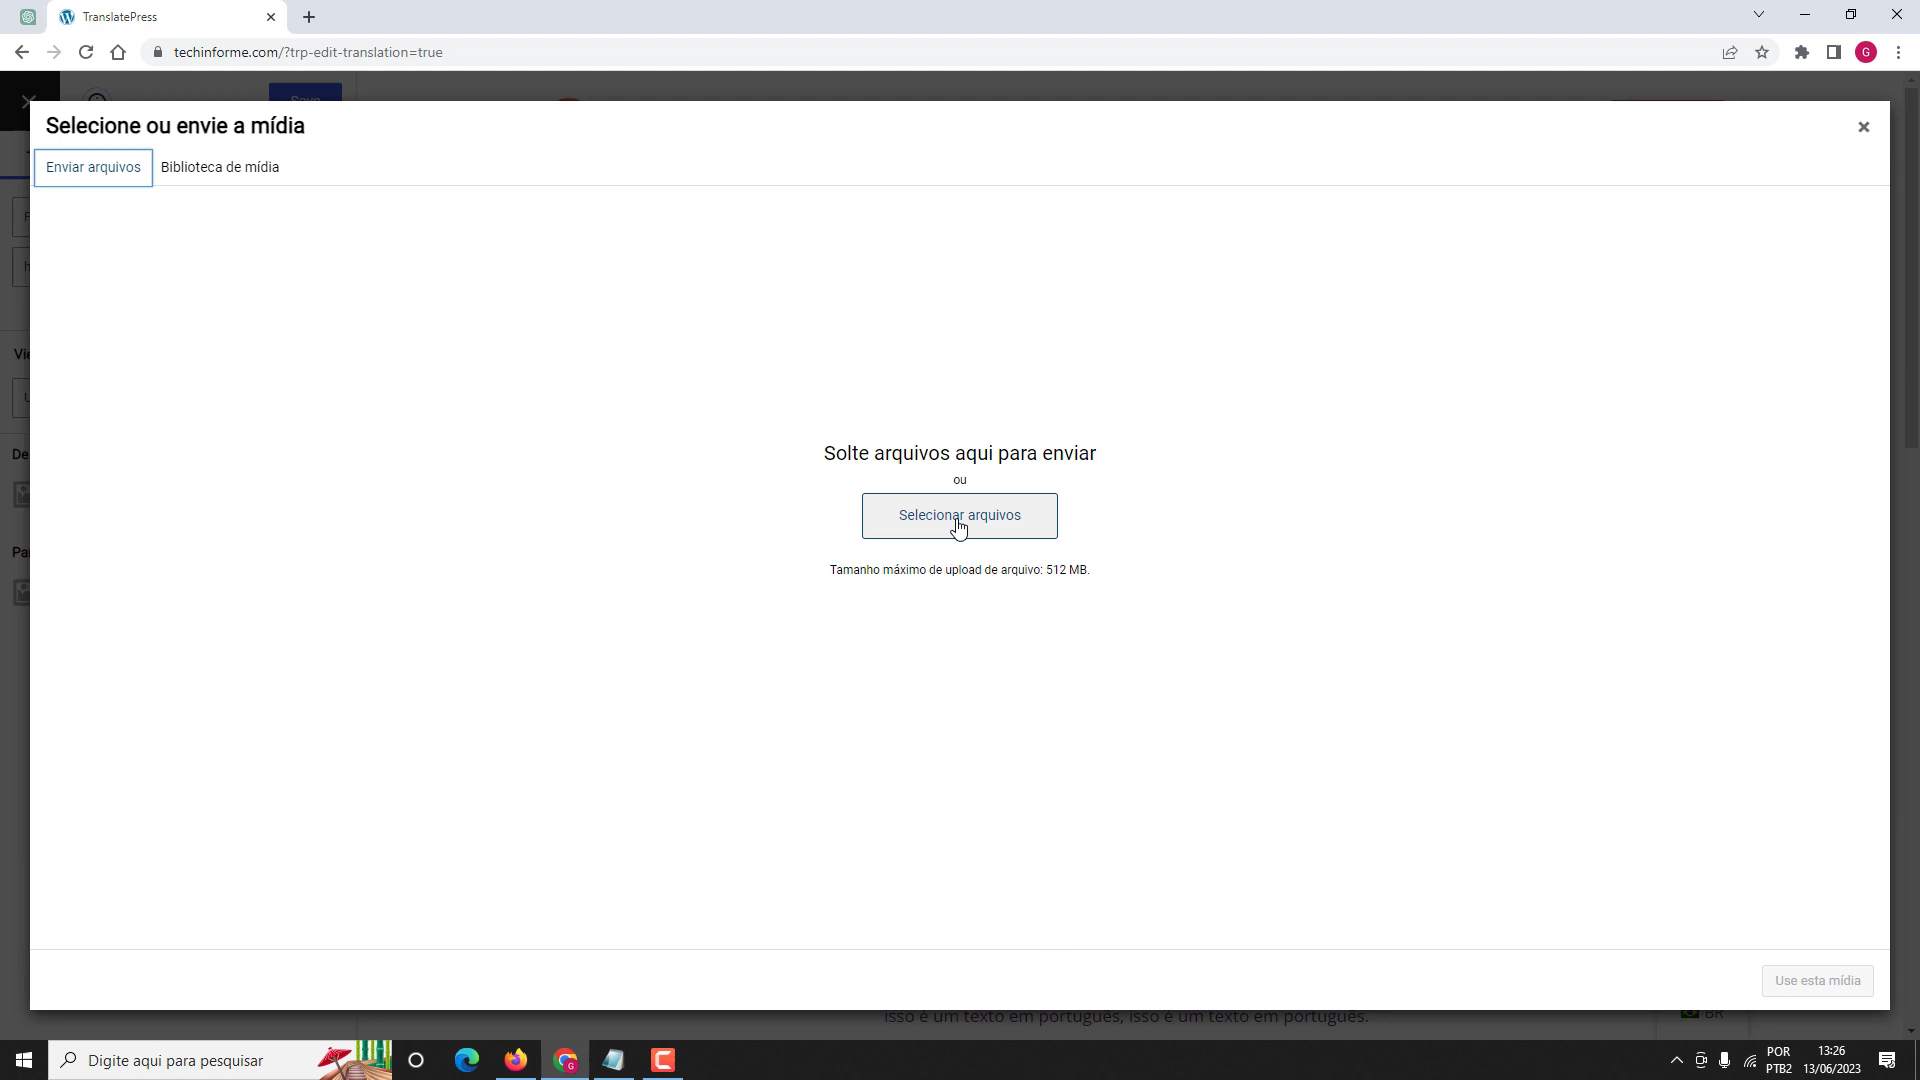 TranslatePress
techinforme.com/?trp-edit-translation=true
G
Save
Selecione ou envie a mídia
Enviar arquivos
Biblioteca de mídia
Solte arquivos aqui para enviar
ou
Selecionar arquivos
Tamanho máximo de upload de arquivo: 512 MB.
Use esta mídia
isso é um texto em português, isso é um texto em português.
BR
Digite aqui para pesquisar
POR
PTB2
13:26
13/06/2023